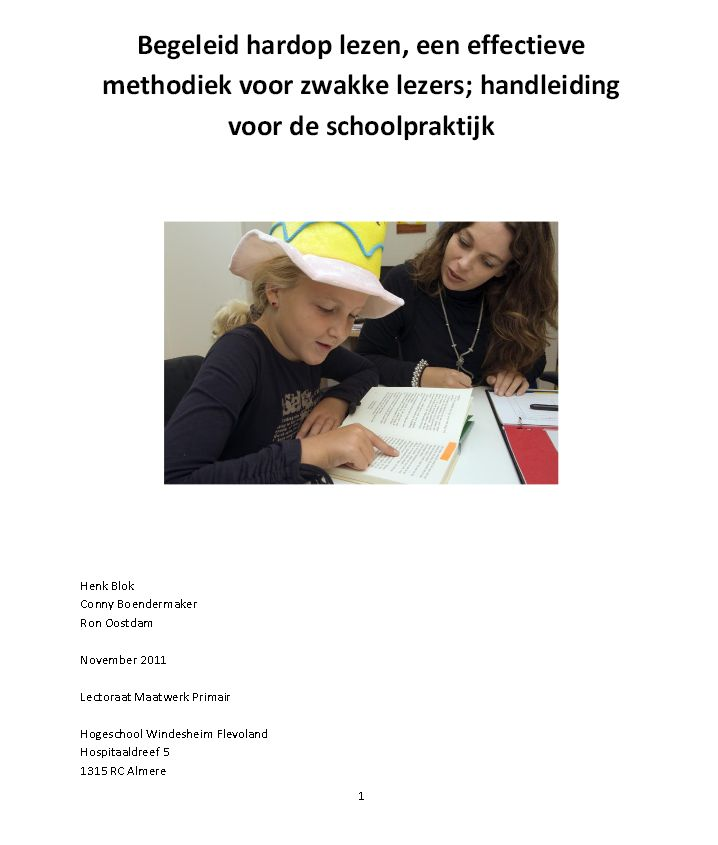 Begeleid hardop lezen, een effectieve
methodiek voor zwakke lezers; handleiding
voor de schoolpraktijk
Henk Blok
Conny Boendermaker
Ron Oostdam
November 2011
Lectoraat Maatwerk Primair
Hogeschool Windesheim Flevoland
Hospitaaldreef 5
1315 RC Almere
1